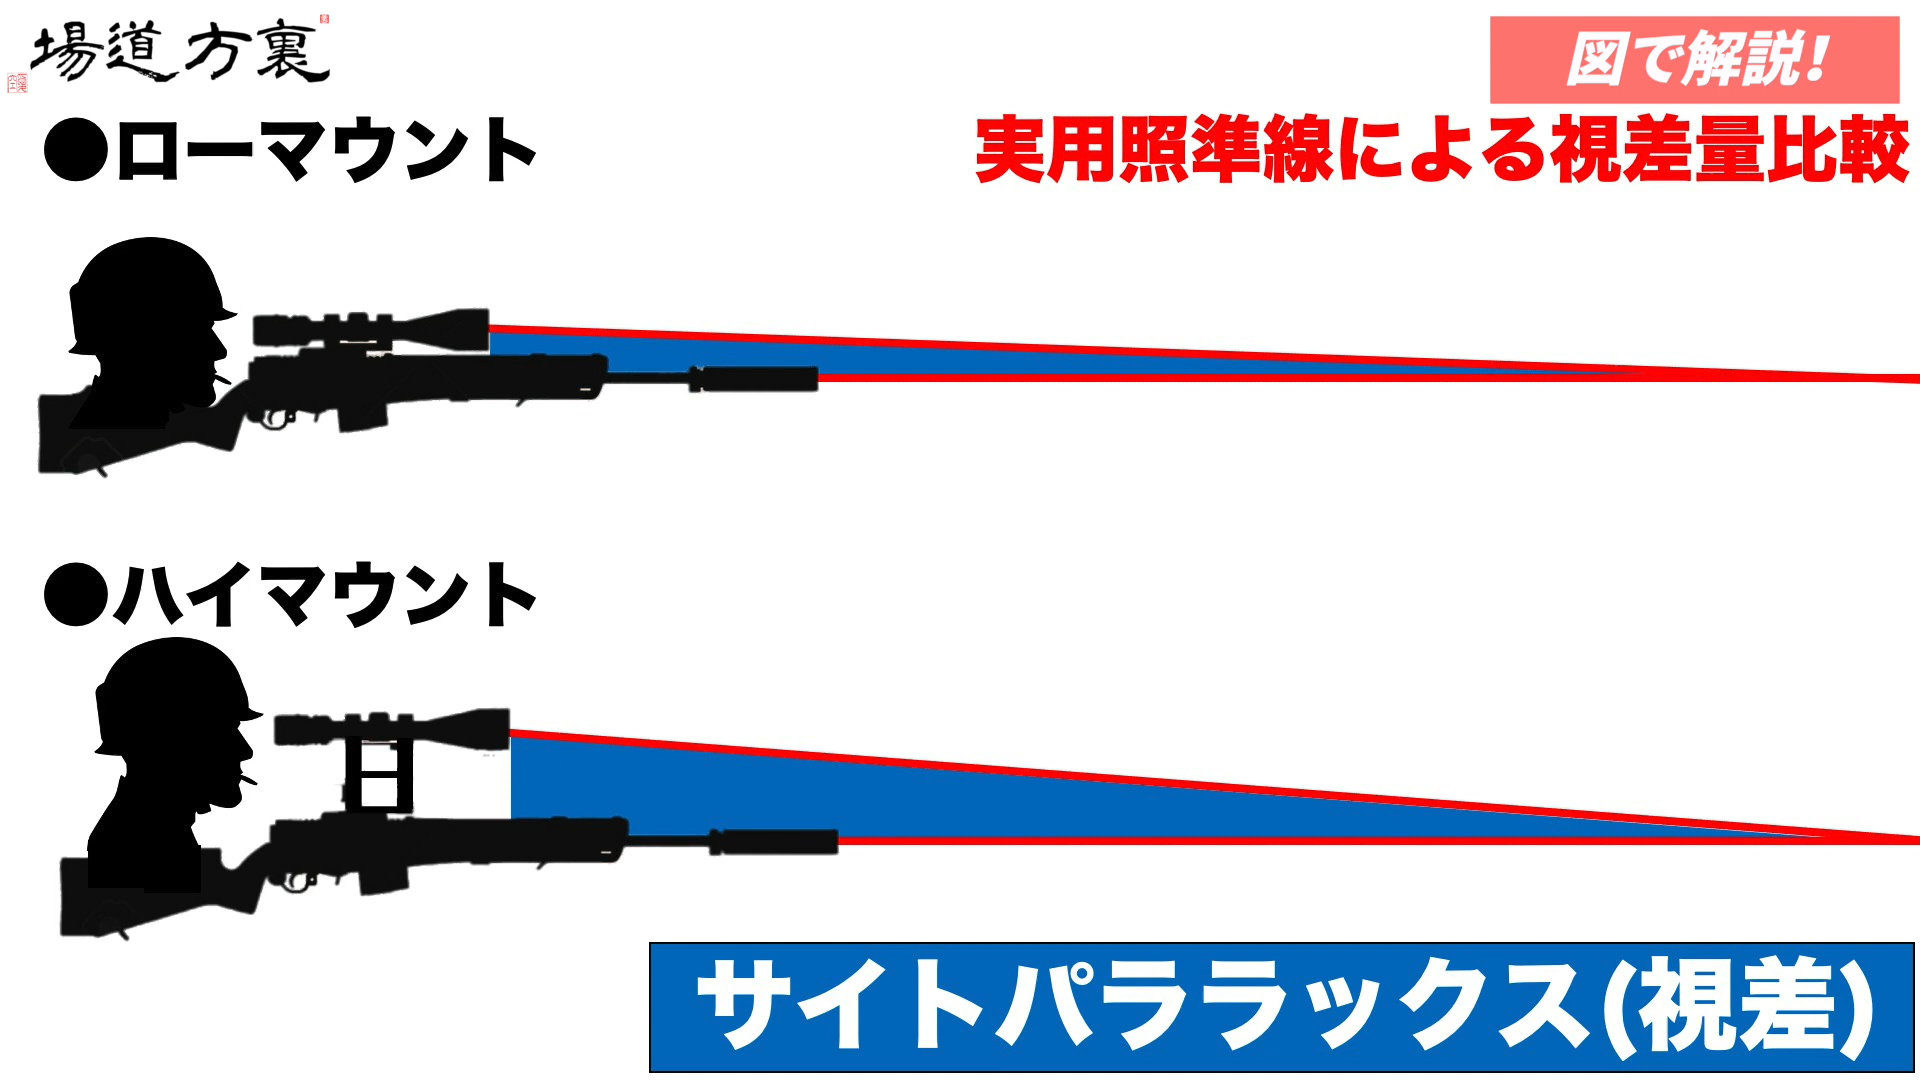 場道方裏
図で解説!
●ローマウント
実用照準線による視差量比較
●ハイマウント
サイトパララックス(視差)